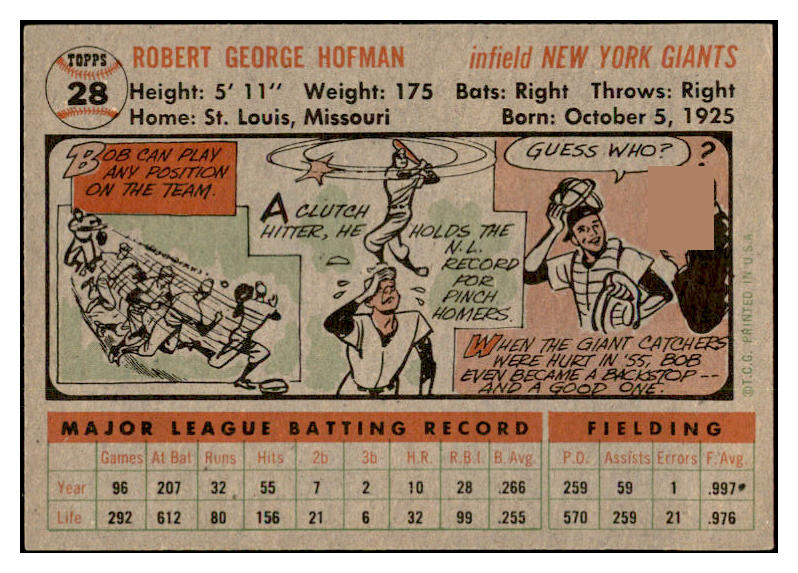 TOPPS
28
ROBERT GEORGE HOFMAN
infield NEW YORK GIANTS
Height: 5' 11" Weight: 175 Bats: Right Throws: Right
Home: St. Louis, Missouri Born: October 5, 1925
BOB CAN PLAY
ANY POSITION
ON THE TEAM.
A CLUTCH
HITTER, HE
HOLDS THE
N.L.
RECORD
FOR
PINCH
HOMERS.
GUESS WHO?
?
WHEN THE GIANT CATCHERS
WERE HURT IN '55, BOB
EVEN BECAME A BACKSTOP --
AND A GOOD ONE.
©T.C.G. PRINTED IN U.S.A.
MAJOR LEAGUE BATTING RECORD FIELDING
Games At Bat Runs Hits 2b 3b H.R. R.B.I. B. Avg. P.O. Assists Errors F. Avg.
Year 96 207 32 55 7 2 10 28 .266 259 59 1 .997*
Life 292 612 80 156 21 6 32 99 .255 570 259 21 .976